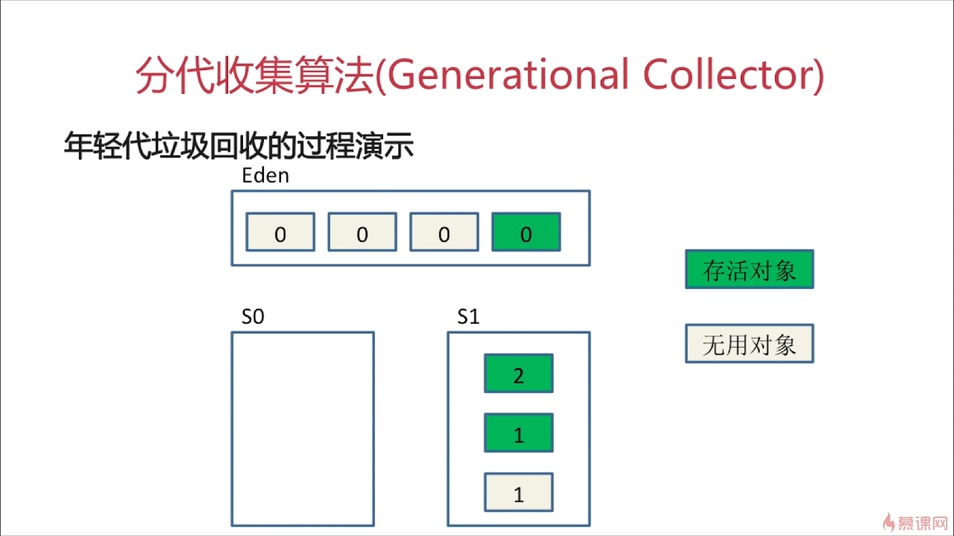 分代收集算法(Generational Collector)
年轻代垃圾回收的过程演示
Eden
0 0 0 0
存活对象
S0 S1
无用对象
2
1
1
慕课网